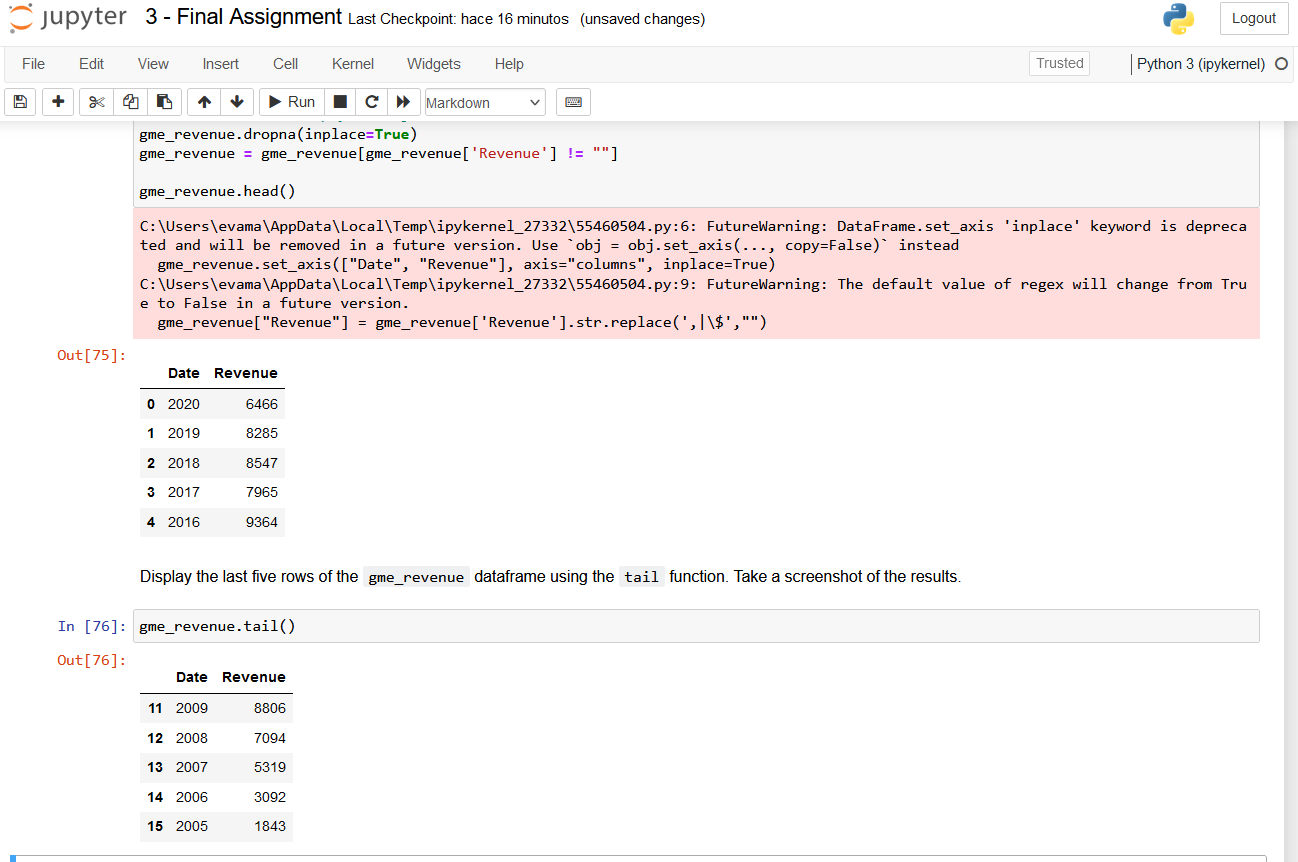 jupyter 3 - Final Assignment Last Checkpoint: hace 16 minutos (unsaved changes) Logout
File Edit View Insert Cell Kernel Widgets Help Trusted Python 3 (ipykernel)
Run Markdown
gme_revenue.dropna(inplace=True)
gme_revenue = gme_revenue[gme_revenue['Revenue'] != ""]
gme_revenue.head()
C:\Users\evama\AppData\Local\Temp\ipykernel_27332\55460504.py:6: FutureWarning: DataFrame.set_axis 'inplace' keyword is depreca
ted and will be removed in a future version. Use `obj = obj.set_axis(..., copy=False)` instead
gme_revenue.set_axis(["Date", "Revenue"], axis="columns", inplace=True)
C:\Users\evama\AppData\Local\Temp\ipykernel_27332\55460504.py:9: FutureWarning: The default value of regex will change from Tru
e to False in a future version.
gme_revenue["Revenue"] = gme_revenue['Revenue'].str.replace(',|\$',"")
Out[75]:
Date Revenue
0 2020 6466
1 2019 8285
2 2018 8547
3 2017 7965
4 2016 9364
Display the last five rows of the gme_revenue dataframe using the tail function. Take a screenshot of the results.
In [76]: gme_revenue.tail()
Out[76]:
Date Revenue
11 2009 8806
12 2008 7094
13 2007 5319
14 2006 3092
15 2005 1843